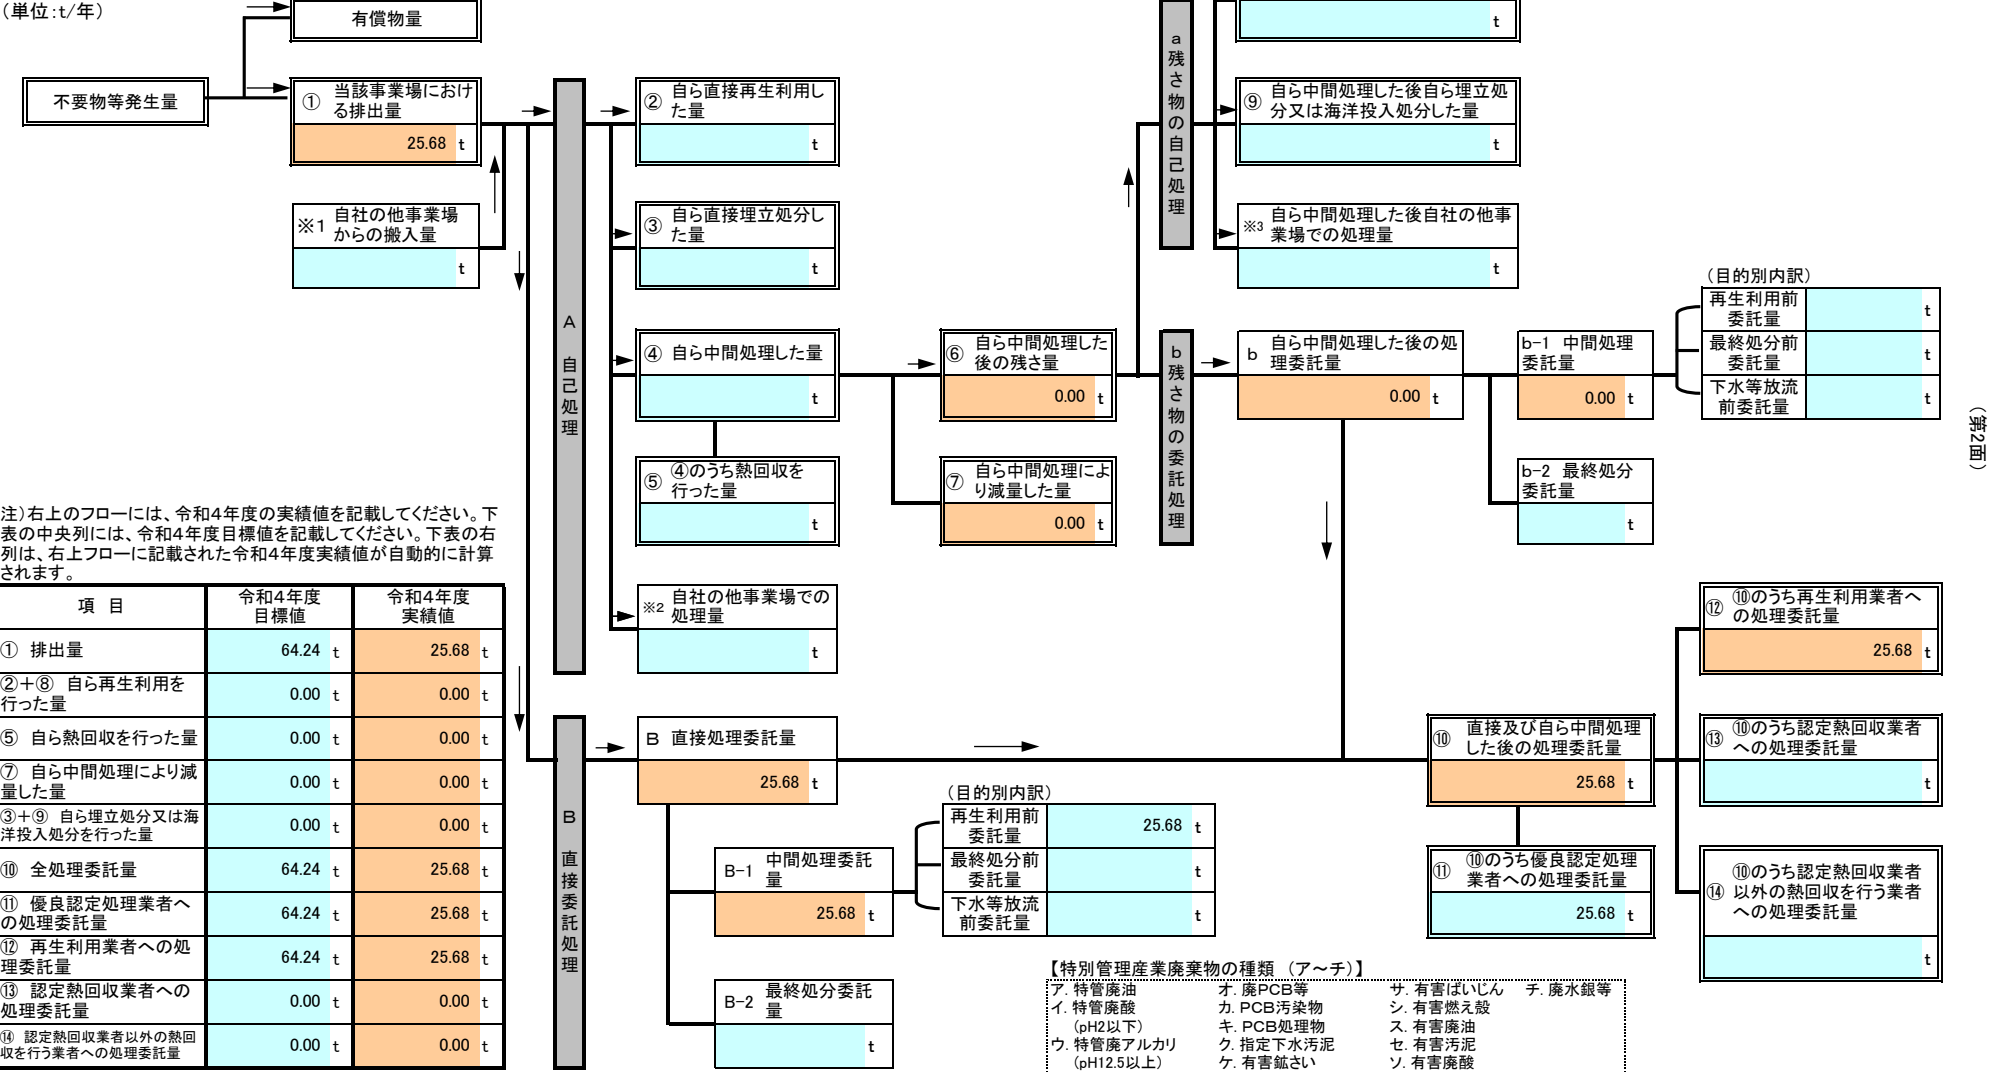 （単位：t/年）
有償物量
不要物等発生量
① 当該事業場におけ
る排出量
25.68 t
※1 自社の他事業場
からの搬入量
t
A 自己処理
② 自ら直接再生利用し
た量
t
③ 自ら直接埋立処分し
た量
t
④ 自ら中間処理した量
t
⑤ ④のうち熱回収を
行った量
t
※2 自社の他事業場での
処理量
t
⑥ 自ら中間処理した
後の残さ量
0.00 t
⑦ 自ら中間処理によ
り減量した量
0.00 t
a 残さ物の自己処理
t
⑨ 自ら中間処理した後自ら埋立処
分又は海洋投入処分した量
t
※3 自ら中間処理した後自社の他事
業場での処理量
t
b 残さ物の委託処理
b 自ら中間処理した後の処
理委託量
0.00 t
b-1 中間処理
委託量
0.00 t
b-2 最終処分
委託量
t
（目的別内訳）
再生利用前
委託量
t
最終処分前
委託量
t
下水等放流
前委託量
t
（第2面）
注）右上のフローには、令和4年度の実績値を記載してください。下
表の中央列には、令和4年度目標値を記載してください。下表の右
列は、右上フローに記載された令和4年度実績値が自動的に計算
されます。
項 目 令和4年度 令和4年度
目標値 実績値
① 排出量 64.24 t 25.68 t
②＋⑧ 自ら再生利用を
行った量 0.00 t 0.00 t
⑤ 自ら熱回収を行った量 0.00 t 0.00 t
⑦ 自ら中間処理により減
量した量 0.00 t 0.00 t
③＋⑨ 自ら埋立処分又は海
洋投入処分を行った量 0.00 t 0.00 t
⑩ 全処理委託量 64.24 t 25.68 t
⑪ 優良認定処理業者へ
の処理委託量 64.24 t 25.68 t
⑫ 再生利用業者への処
理委託量 64.24 t 25.68 t
⑬ 認定熱回収業者への
処理委託量 0.00 t 0.00 t
⑭ 認定熱回収業者以外の熱回
収を行う業者への処理委託量 0.00 t 0.00 t
B 直接委託処理
B 直接処理委託量
25.68 t
B-1 中間処理委託
量
25.68 t
B-2 最終処分委託
量
t
（目的別内訳）
再生利用前
委託量
25.68 t
最終処分前
委託量
t
下水等放流
前委託量
t
⑩ 直接及び自ら中間処理
した後の処理委託量
25.68 t
⑪ ⑩のうち優良認定処理
業者への処理委託量
25.68 t
⑫ ⑩のうち再生利用業者へ
の処理委託量
25.68 t
⑬ ⑩のうち認定熱回収業者
への処理委託量
t
⑭ ⑩のうち認定熱回収業者
以外の熱回収を行う業者
への処理委託量
t
【特別管理産業廃棄物の種類 （ア～チ）】
ア. 特管廃油 オ. 廃PCB等 サ. 有害ばいじん チ. 廃水銀等
イ. 特管廃酸 カ. PCB汚染物 シ. 有害燃え殻
（pH2以下） キ. PCB処理物 ス. 有害廃油
ウ. 特管廃アルカリ ク. 指定下水汚泥 セ. 有害汚泥
（pH12.5以上） ケ. 有害鉱さい ソ. 有害廃酸